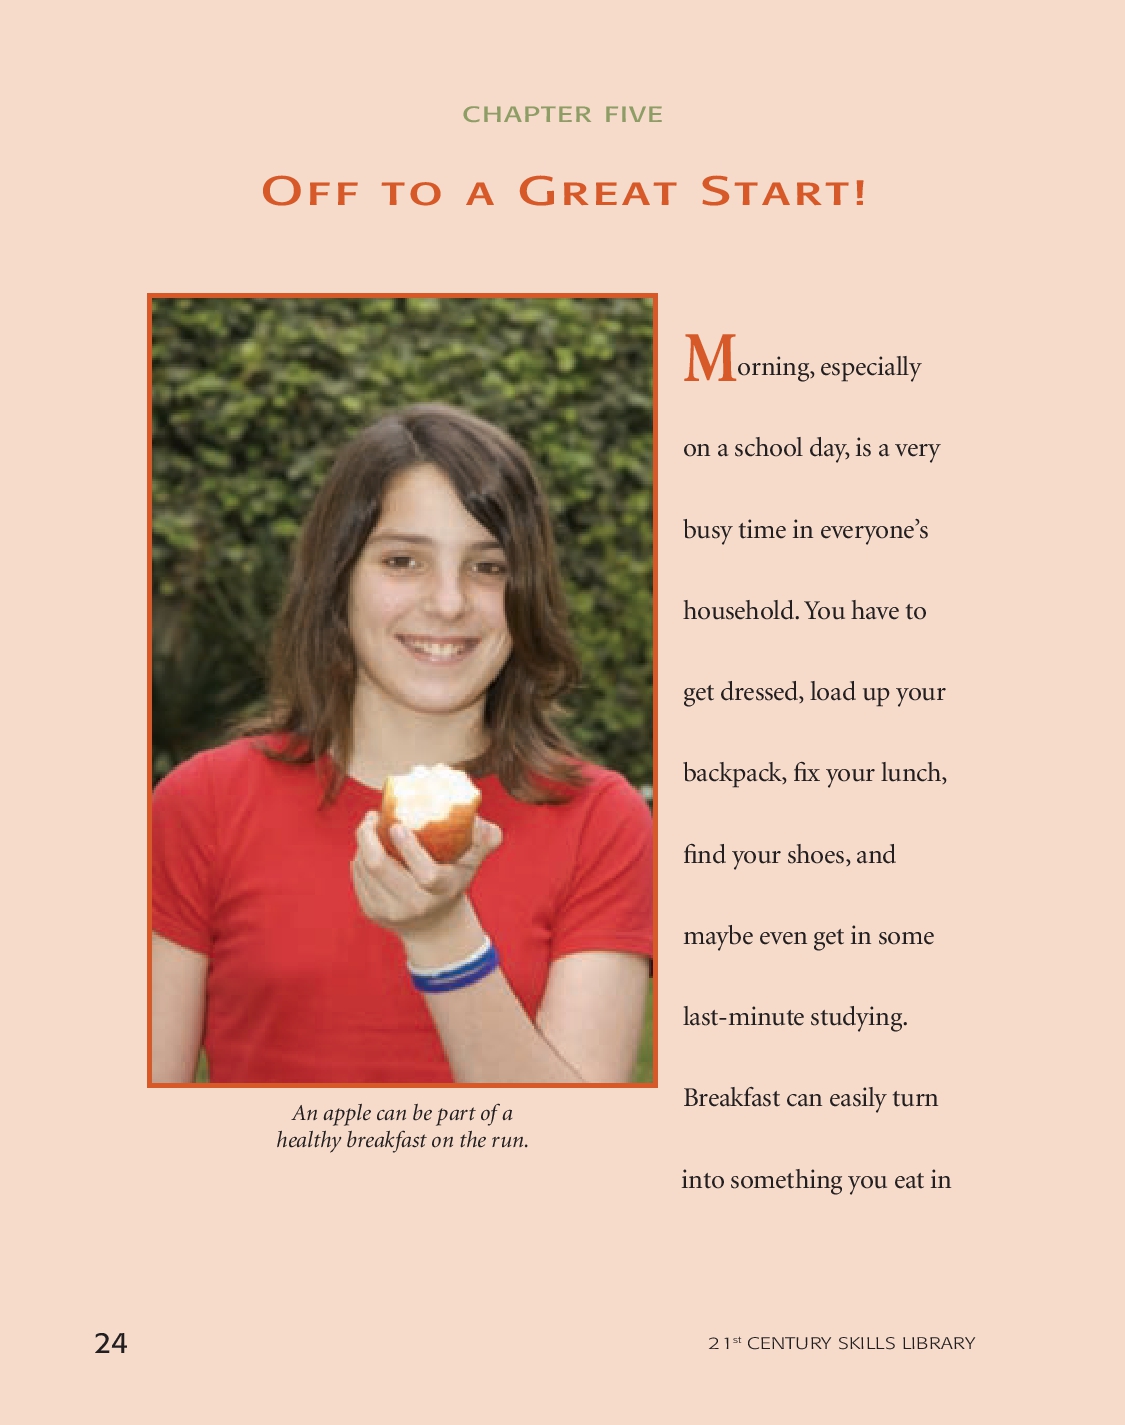 CHAPTER FIVE
OFF TO A GREAT START!
Morning, especially
on a school day, is a very
busy time in everyone’s
household. You have to
get dressed, load up your
backpack, fix your lunch,
find your shoes, and
maybe even get in some
last-minute studying.
Breakfast can easily turn
into something you eat in
An apple can be part of a
healthy breakfast on the run.
24
21st CENTURY SKILLS LIBRARY